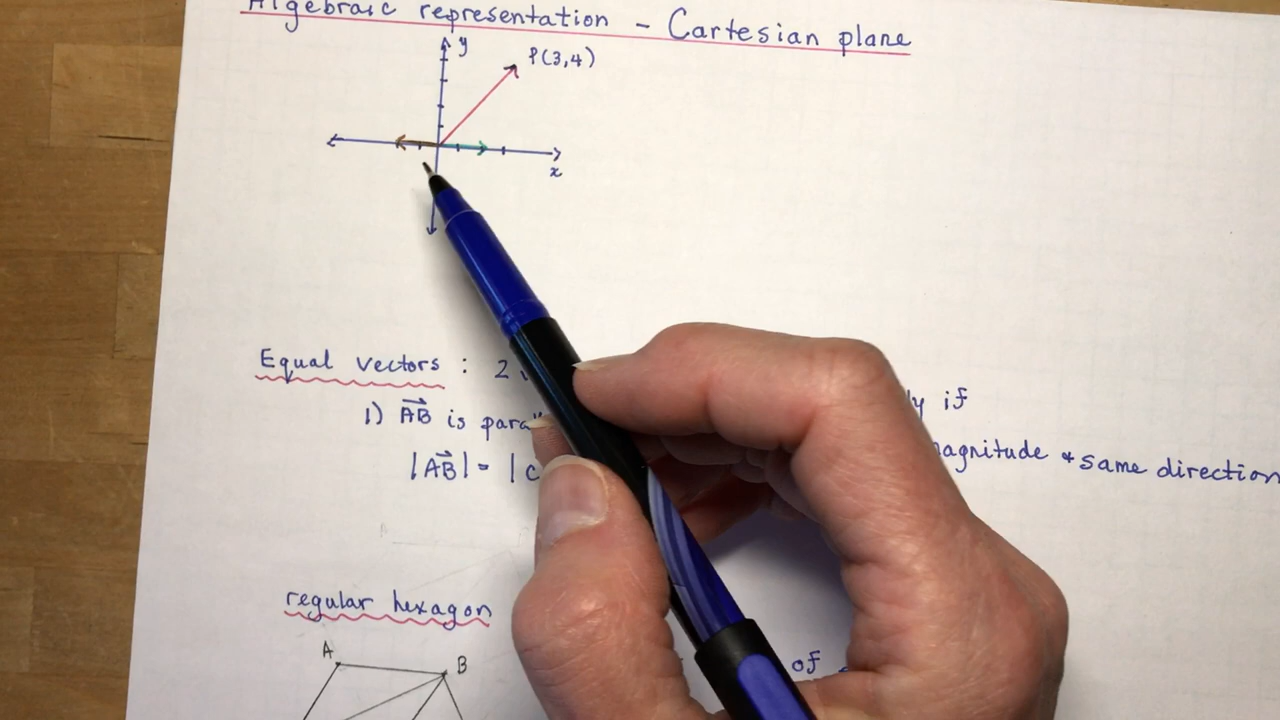 Algebraic representation - Cartesian plane
y
P(3,4)
x
Equal vectors : 2
if
1) AB is
magnitude & same direction
|AB| = |
regular hexagon
A
B
of